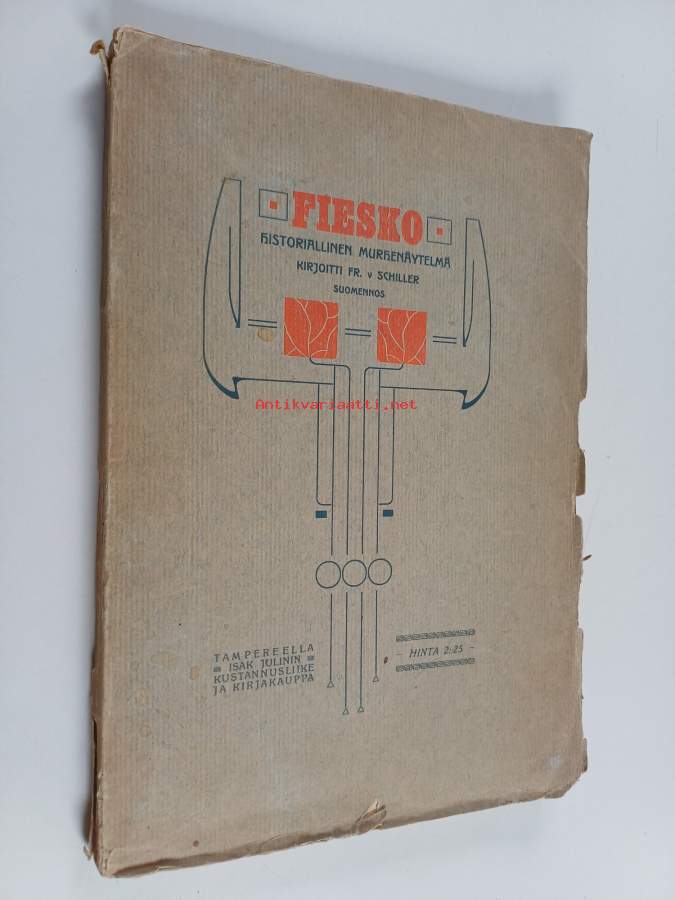 FIESKO
HISTORIALLINEN MURHENÄYTELMÄ
KIRJOITTI FR. v SCHILLER
SUOMENNOS
Antikvariaatti.net
TAMPEREELLA
ISAK JULININ
KUSTANNUSLIIKE
JA KIRJAKAUPPA
– HINTA 2:25 –